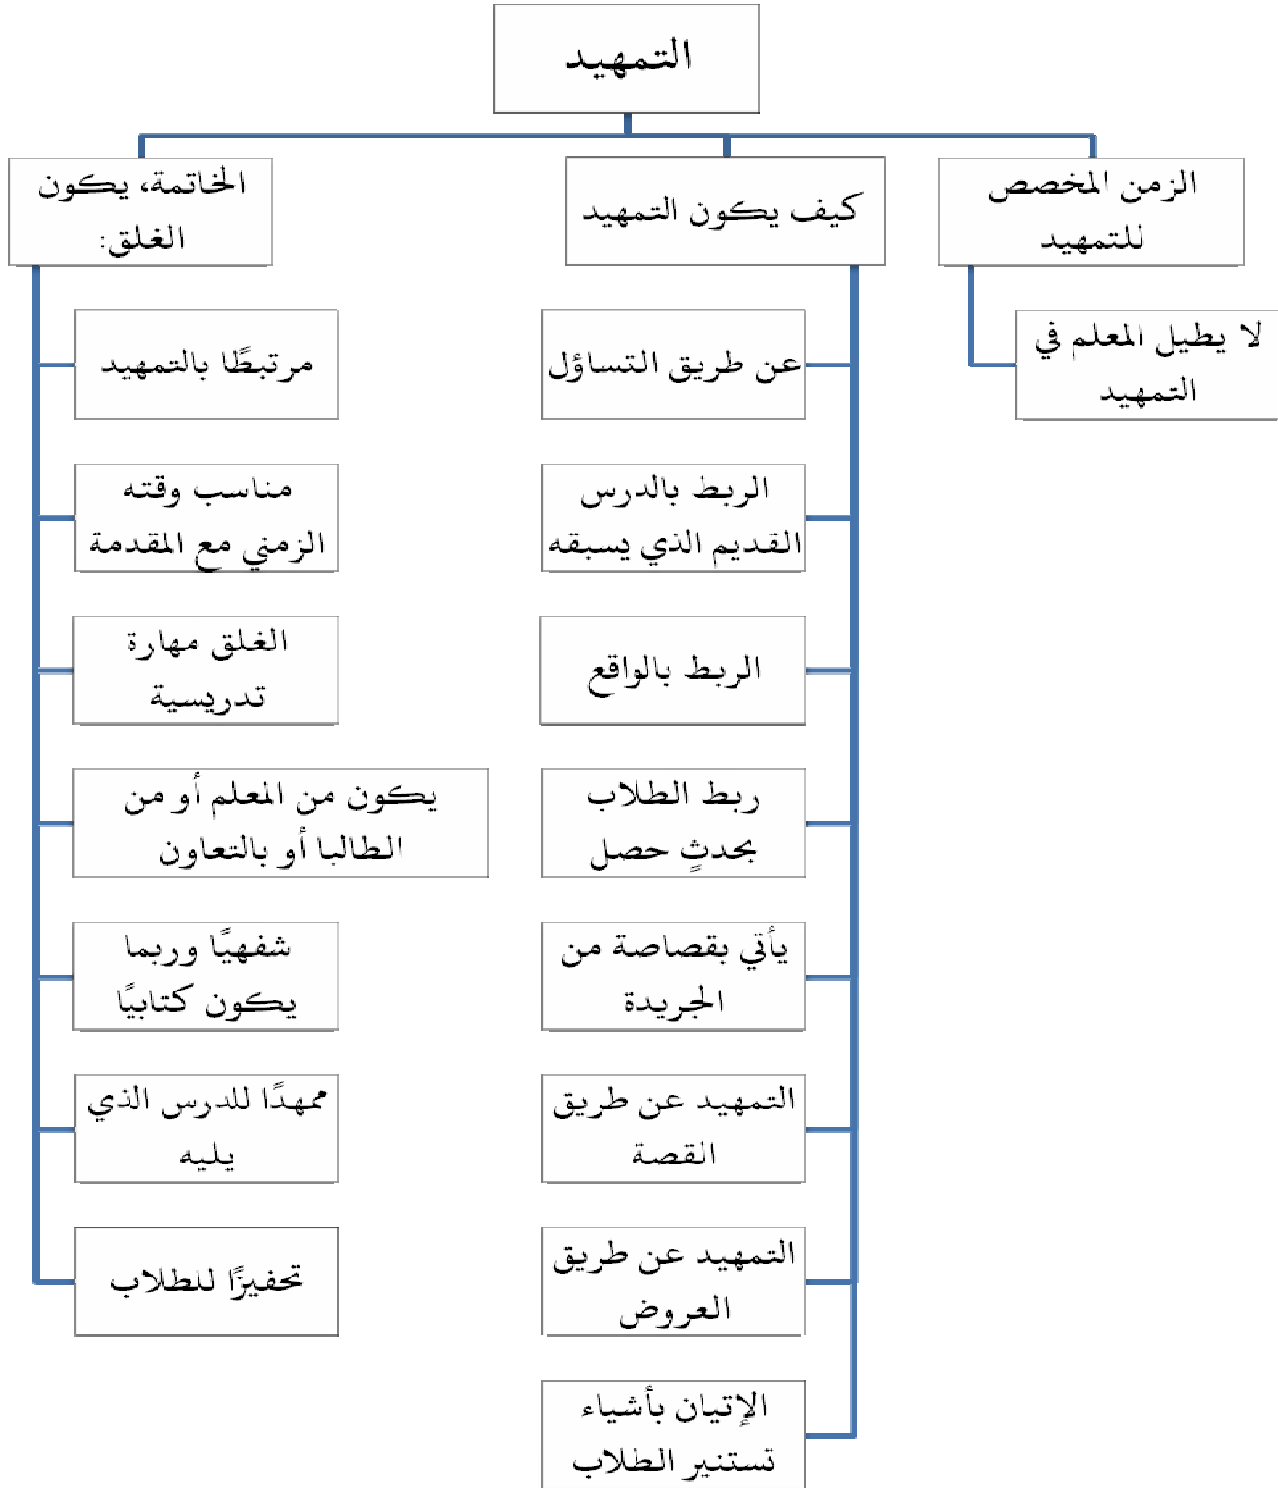 التمهيد
الزمن المخصص
للتمهيد
لا يطيل المعلم في
التمهيد
كيف يكون التمهيد
عن طريق التساؤل
الربط بالدرس
القديم الذي يسبقه
الربط بالواقع
ربط الطلاب
بحدثٍ حصل
يأتي بقصاصة من
الجريدة
التمهيد عن طريق
القصة
التمهيد عن طريق
العروض
الإتيان بأشياء
تستنير الطلاب
الخاتمة، يكون
الغلق:
مرتبطًا بالتمهيد
مناسب وقته
الزمني مع المقدمة
الغلق مهارة
تدريسية
يكون من المعلم أو من
الطالبا أو بالتعاون
شفهيًا وربما
يكون كتابيًا
ممهدًا للدرس الذي
يليه
تحفيزًا للطلاب